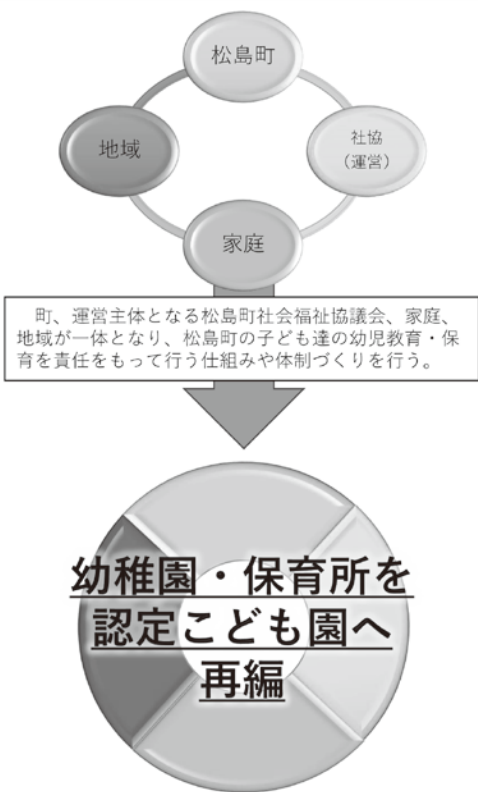 松島町
地域
社協
（運営）
家庭
町、運営主体となる松島町社会福祉協議会、家庭、
地域が一体となり、松島町の子ども達の幼児教育・保
育を責任をもって行う仕組みや体制づくりを行う。
幼稚園・保育所を
認定こども園へ
再編